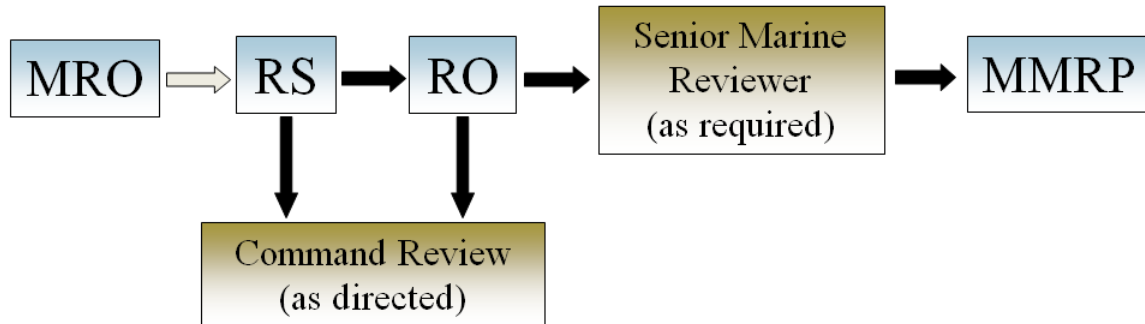 MRO
RS
RO
Senior Marine
Reviewer
(as required)
MMRP
Command Review
(as directed)